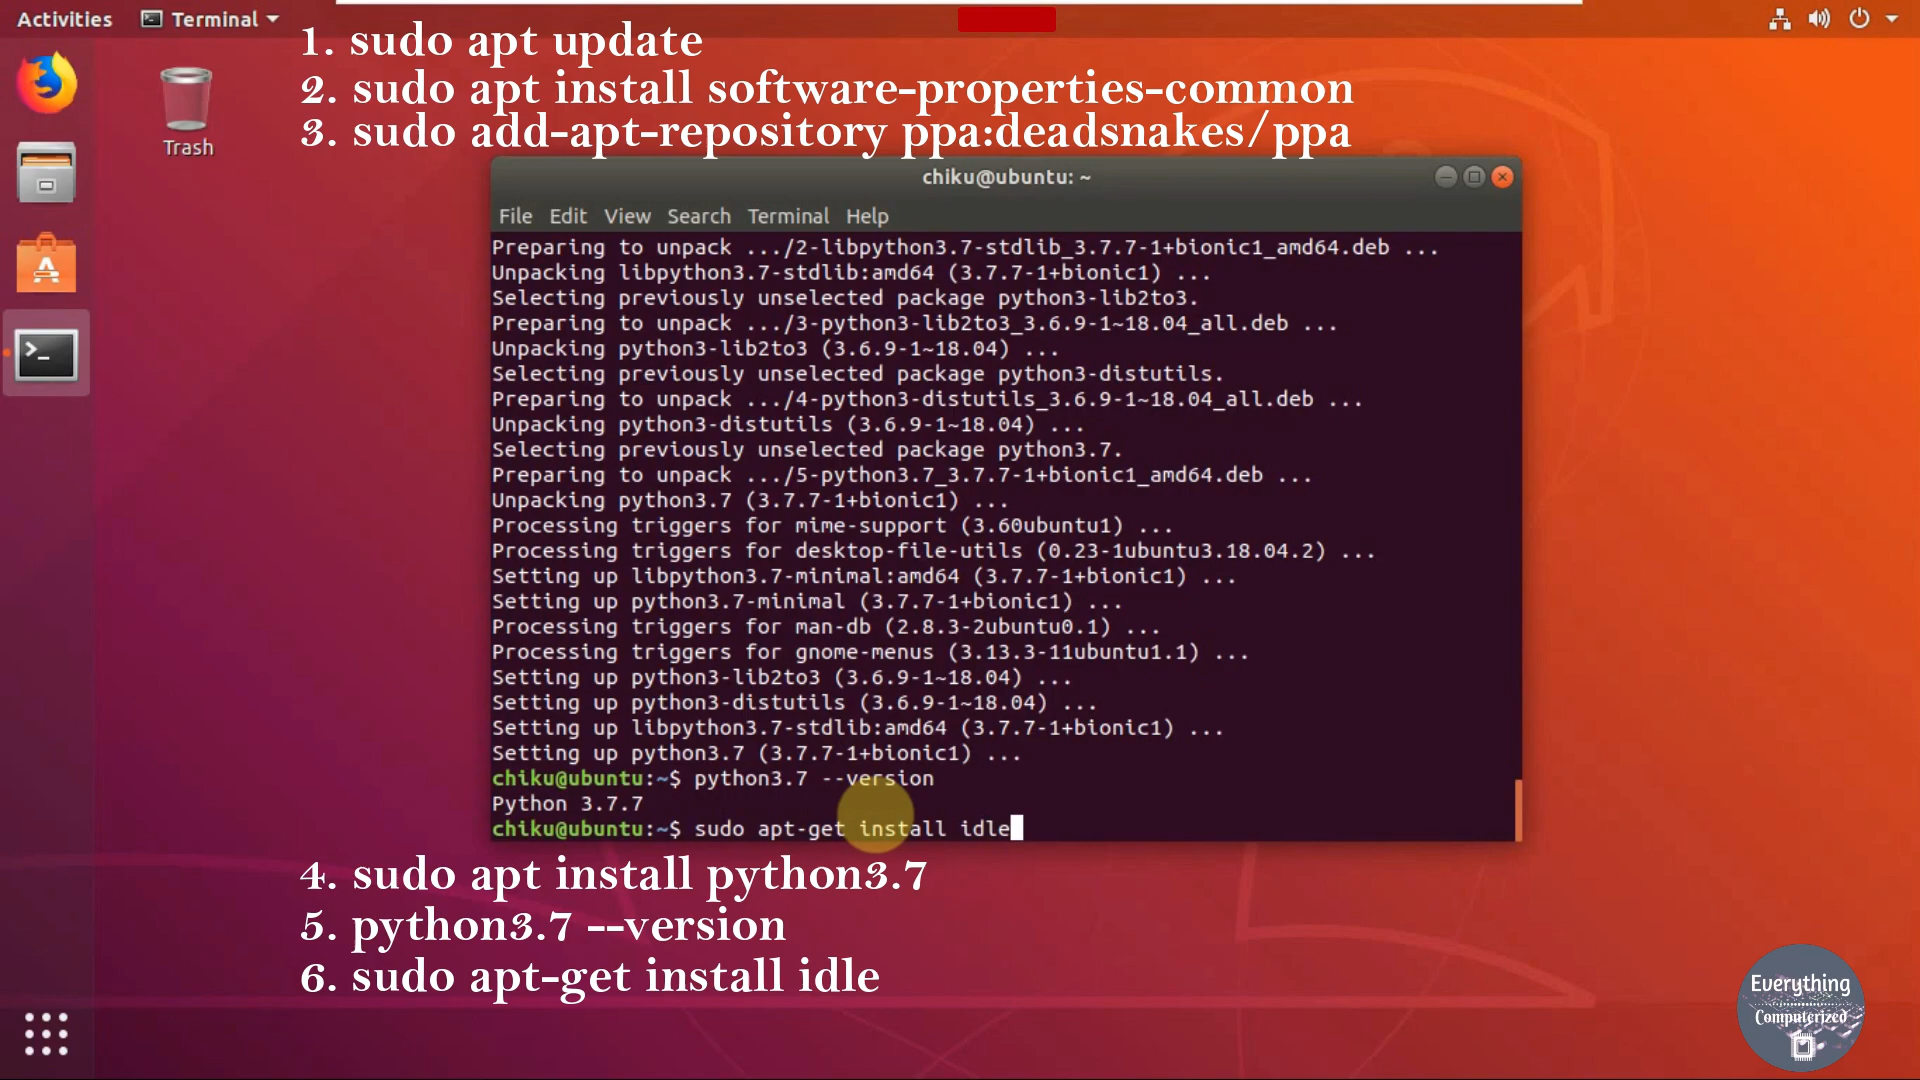 Activities Terminal
1. sudo apt update
2. sudo apt install software-properties-common
3. sudo add-apt-repository ppa:deadsnakes/ppa
Trash
chiku@ubuntu: ~
File Edit View Search Terminal Help
Preparing to unpack .../2-libpython3.7-stdlib_3.7.7-1+bionic1_amd64.deb ...
Unpacking libpython3.7-stdlib:amd64 (3.7.7-1+bionic1) ...
Selecting previously unselected package python3-lib2to3.
Preparing to unpack .../3-python3-lib2to3_3.6.9-1~18.04_all.deb ...
Unpacking python3-lib2to3 (3.6.9-1~18.04) ...
Selecting previously unselected package python3-distutils.
Preparing to unpack .../4-python3-distutils_3.6.9-1~18.04_all.deb ...
Unpacking python3-distutils (3.6.9-1~18.04) ...
Selecting previously unselected package python3.7.
Preparing to unpack .../5-python3.7_3.7.7-1+bionic1_amd64.deb ...
Unpacking python3.7 (3.7.7-1+bionic1) ...
Processing triggers for mime-support (3.60ubuntu1) ...
Processing triggers for desktop-file-utils (0.23-1ubuntu3.18.04.2) ...
Setting up libpython3.7-minimal:amd64 (3.7.7-1+bionic1) ...
Setting up python3.7-minimal (3.7.7-1+bionic1) ...
Processing triggers for man-db (2.8.3-2ubuntu0.1) ...
Processing triggers for gnome-menus (3.13.3-11ubuntu1.1) ...
Setting up python3-lib2to3 (3.6.9-1~18.04) ...
Setting up python3-distutils (3.6.9-1~18.04) ...
Setting up libpython3.7-stdlib:amd64 (3.7.7-1+bionic1) ...
Setting up python3.7 (3.7.7-1+bionic1) ...
chiku@ubuntu:~$ python3.7 --version
Python 3.7.7
chiku@ubuntu:~$ sudo apt-get install idle
4. sudo apt install python3.7
5. python3.7 --version
6. sudo apt-get install idle
Everything
Computerized